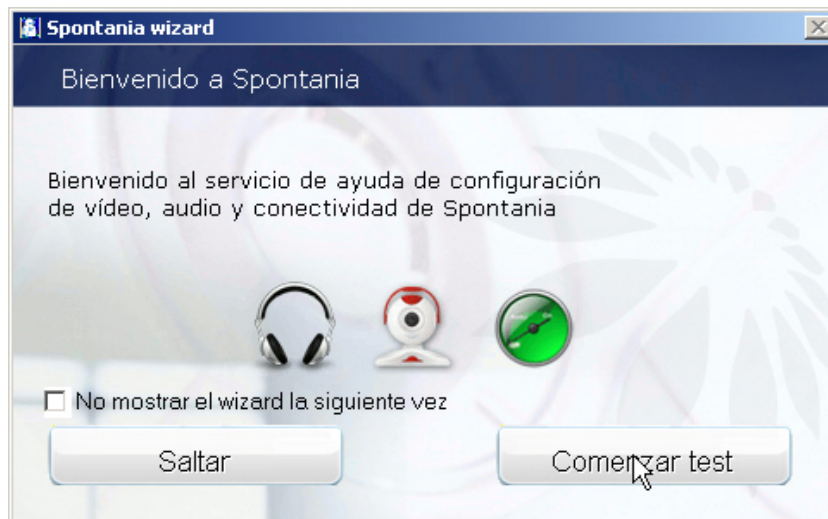 Spontania wizard
Bienvenido a Spontania
Bienvenido al servicio de ayuda de configuración
de vídeo, audio y conectividad de Spontania
No mostrar el wizard la siguiente vez
Saltar
Comenzar test